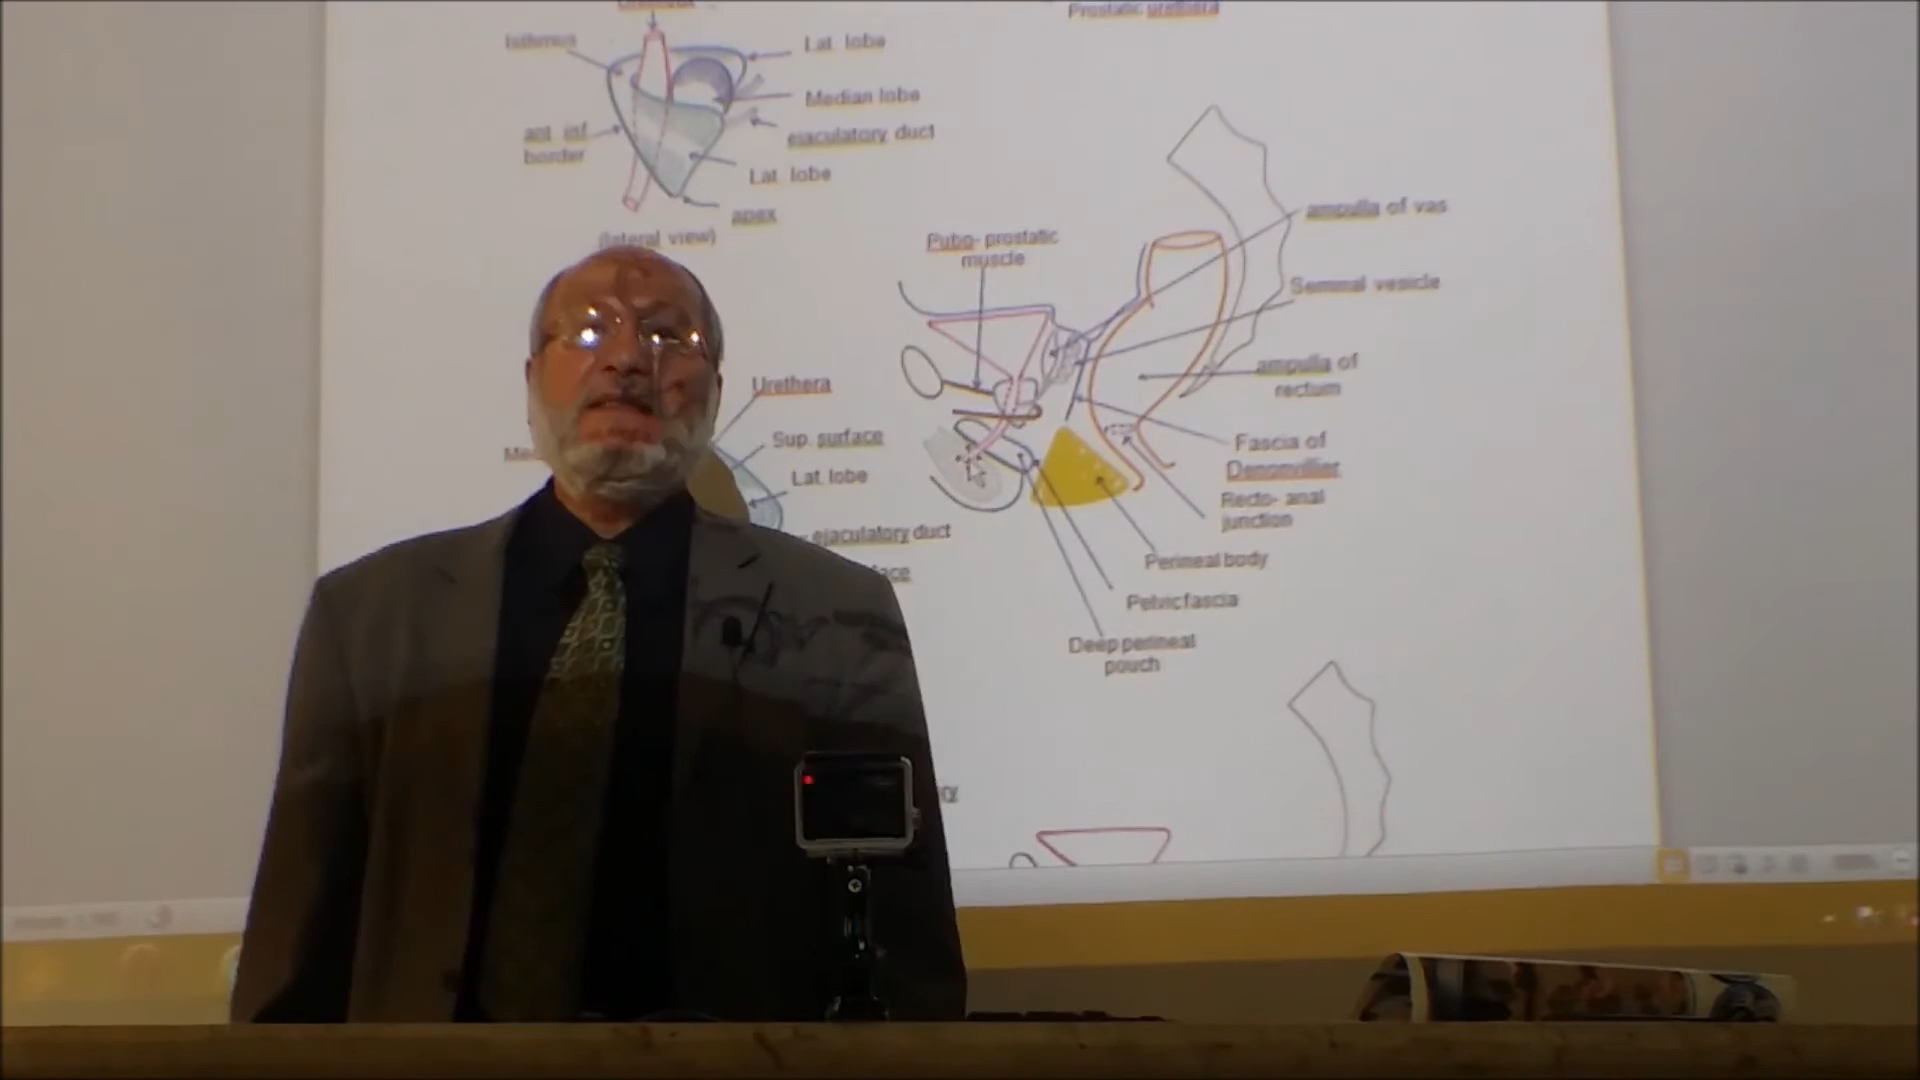 Prostatic urethera
Isthmus
Lat. lobe
Median lobe
ant. inf.
border
ejaculatory duct
Lat. lobe
apex
(lateral view)
Pubo- prostatic
muscle
ampulla of vas
Seminal vesicle
ampulla of
rectum
Urethera
Sup. surface
Lat. lobe
ejaculatory duct
Fascia of
Denonvillier
Recto- anal
junction
Perineal body
Pelvic fascia
Deep perineal
pouch